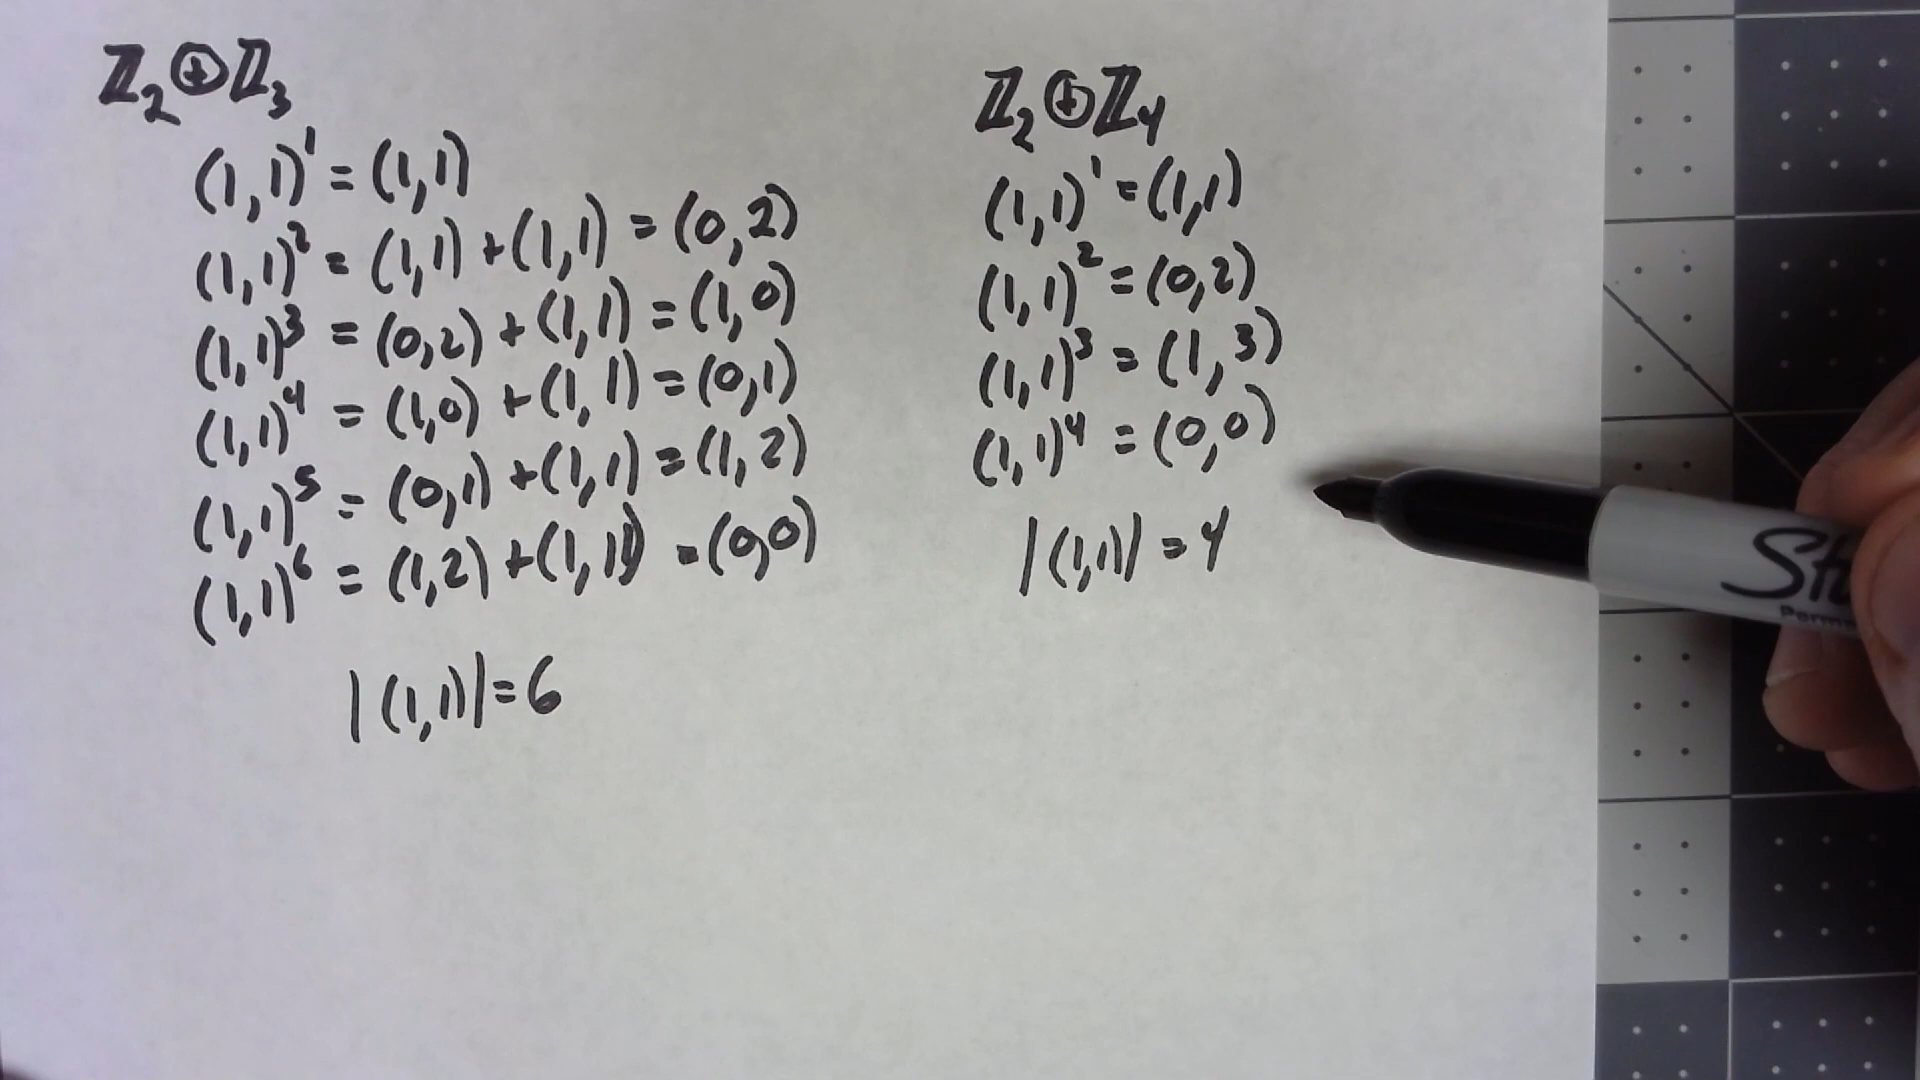 ℤ₂⊕ℤ₃
(1,1)¹ = (1,1)
(1,1)² = (1,1) + (1,1) = (0,2)
(1,1)³ = (0,2) + (1,1) = (1,0)
(1,1)⁴ = (1,0) + (1,1) = (0,1)
(1,1)⁵ = (0,1) + (1,1) = (1,2)
(1,1)⁶ = (1,2) + (1,1) = (0,0)
|(1,1)| = 6
ℤ₂⊕ℤ₄
(1,1)¹ = (1,1)
(1,1)² = (0,2)
(1,1)³ = (1,3)
(1,1)⁴ = (0,0)
|(1,1)| = 4